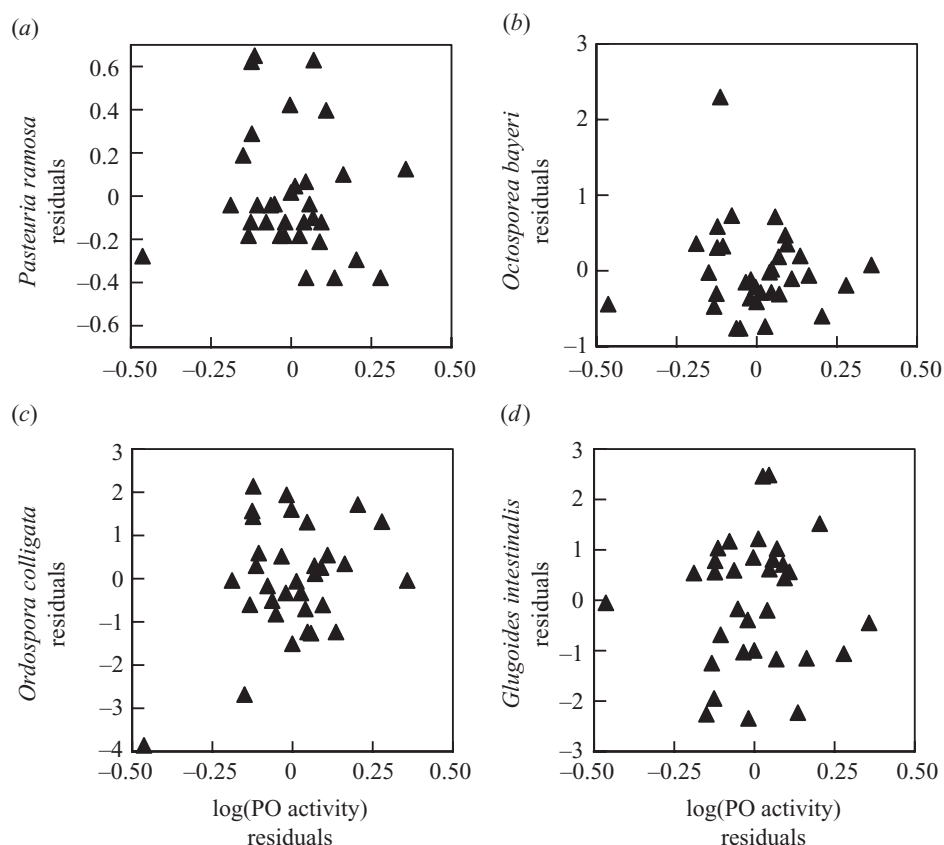 (a)
Pasteuria ramosa
residuals
0.6
0.4
0.2
0
–0.2
–0.4
–0.6
–0.50
–0.25
0
0.25
0.50
(b)
Octosporea bayeri
residuals
3
2
1
0
–1
–0.50
–0.25
0
0.25
0.50
(c)
Ordospora colligata
residuals
3
2
1
0
–1
–2
–3
–4
–0.50
–0.25
0
0.25
0.50
log(PO activity)
residuals
(d)
Glugoides intestinalis
residuals
3
2
1
0
–1
–2
–3
–0.50
–0.25
0
0.25
0.50
log(PO activity)
residuals